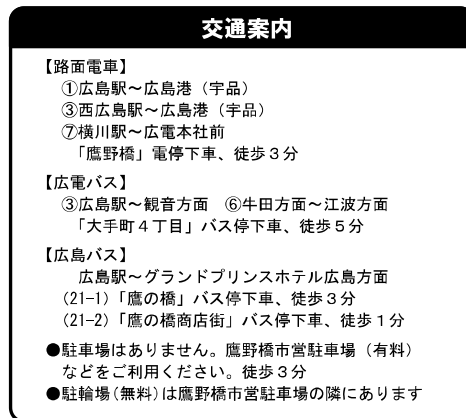 交通案内
【路面電車】
①広島駅〜広島港（宇品）
③西広島駅〜広島港（宇品）
⑦横川駅〜広電本社前
「鷹野橋」電停下車、徒歩３分
【広電バス】
③広島駅〜観音方面　⑥牛田方面〜江波方面
「大手町４丁目」バス停下車、徒歩５分
【広島バス】
広島駅〜グランドプリンスホテル広島方面
(21-1)「鷹の橋」バス停下車、徒歩３分
(21-2)「鷹の橋商店街」バス停下車、徒歩１分
●駐車場はありません。鷹野橋市営駐車場（有料）
などをご利用ください。徒歩３分
●駐輪場(無料)は鷹野橋市営駐車場の隣にあります